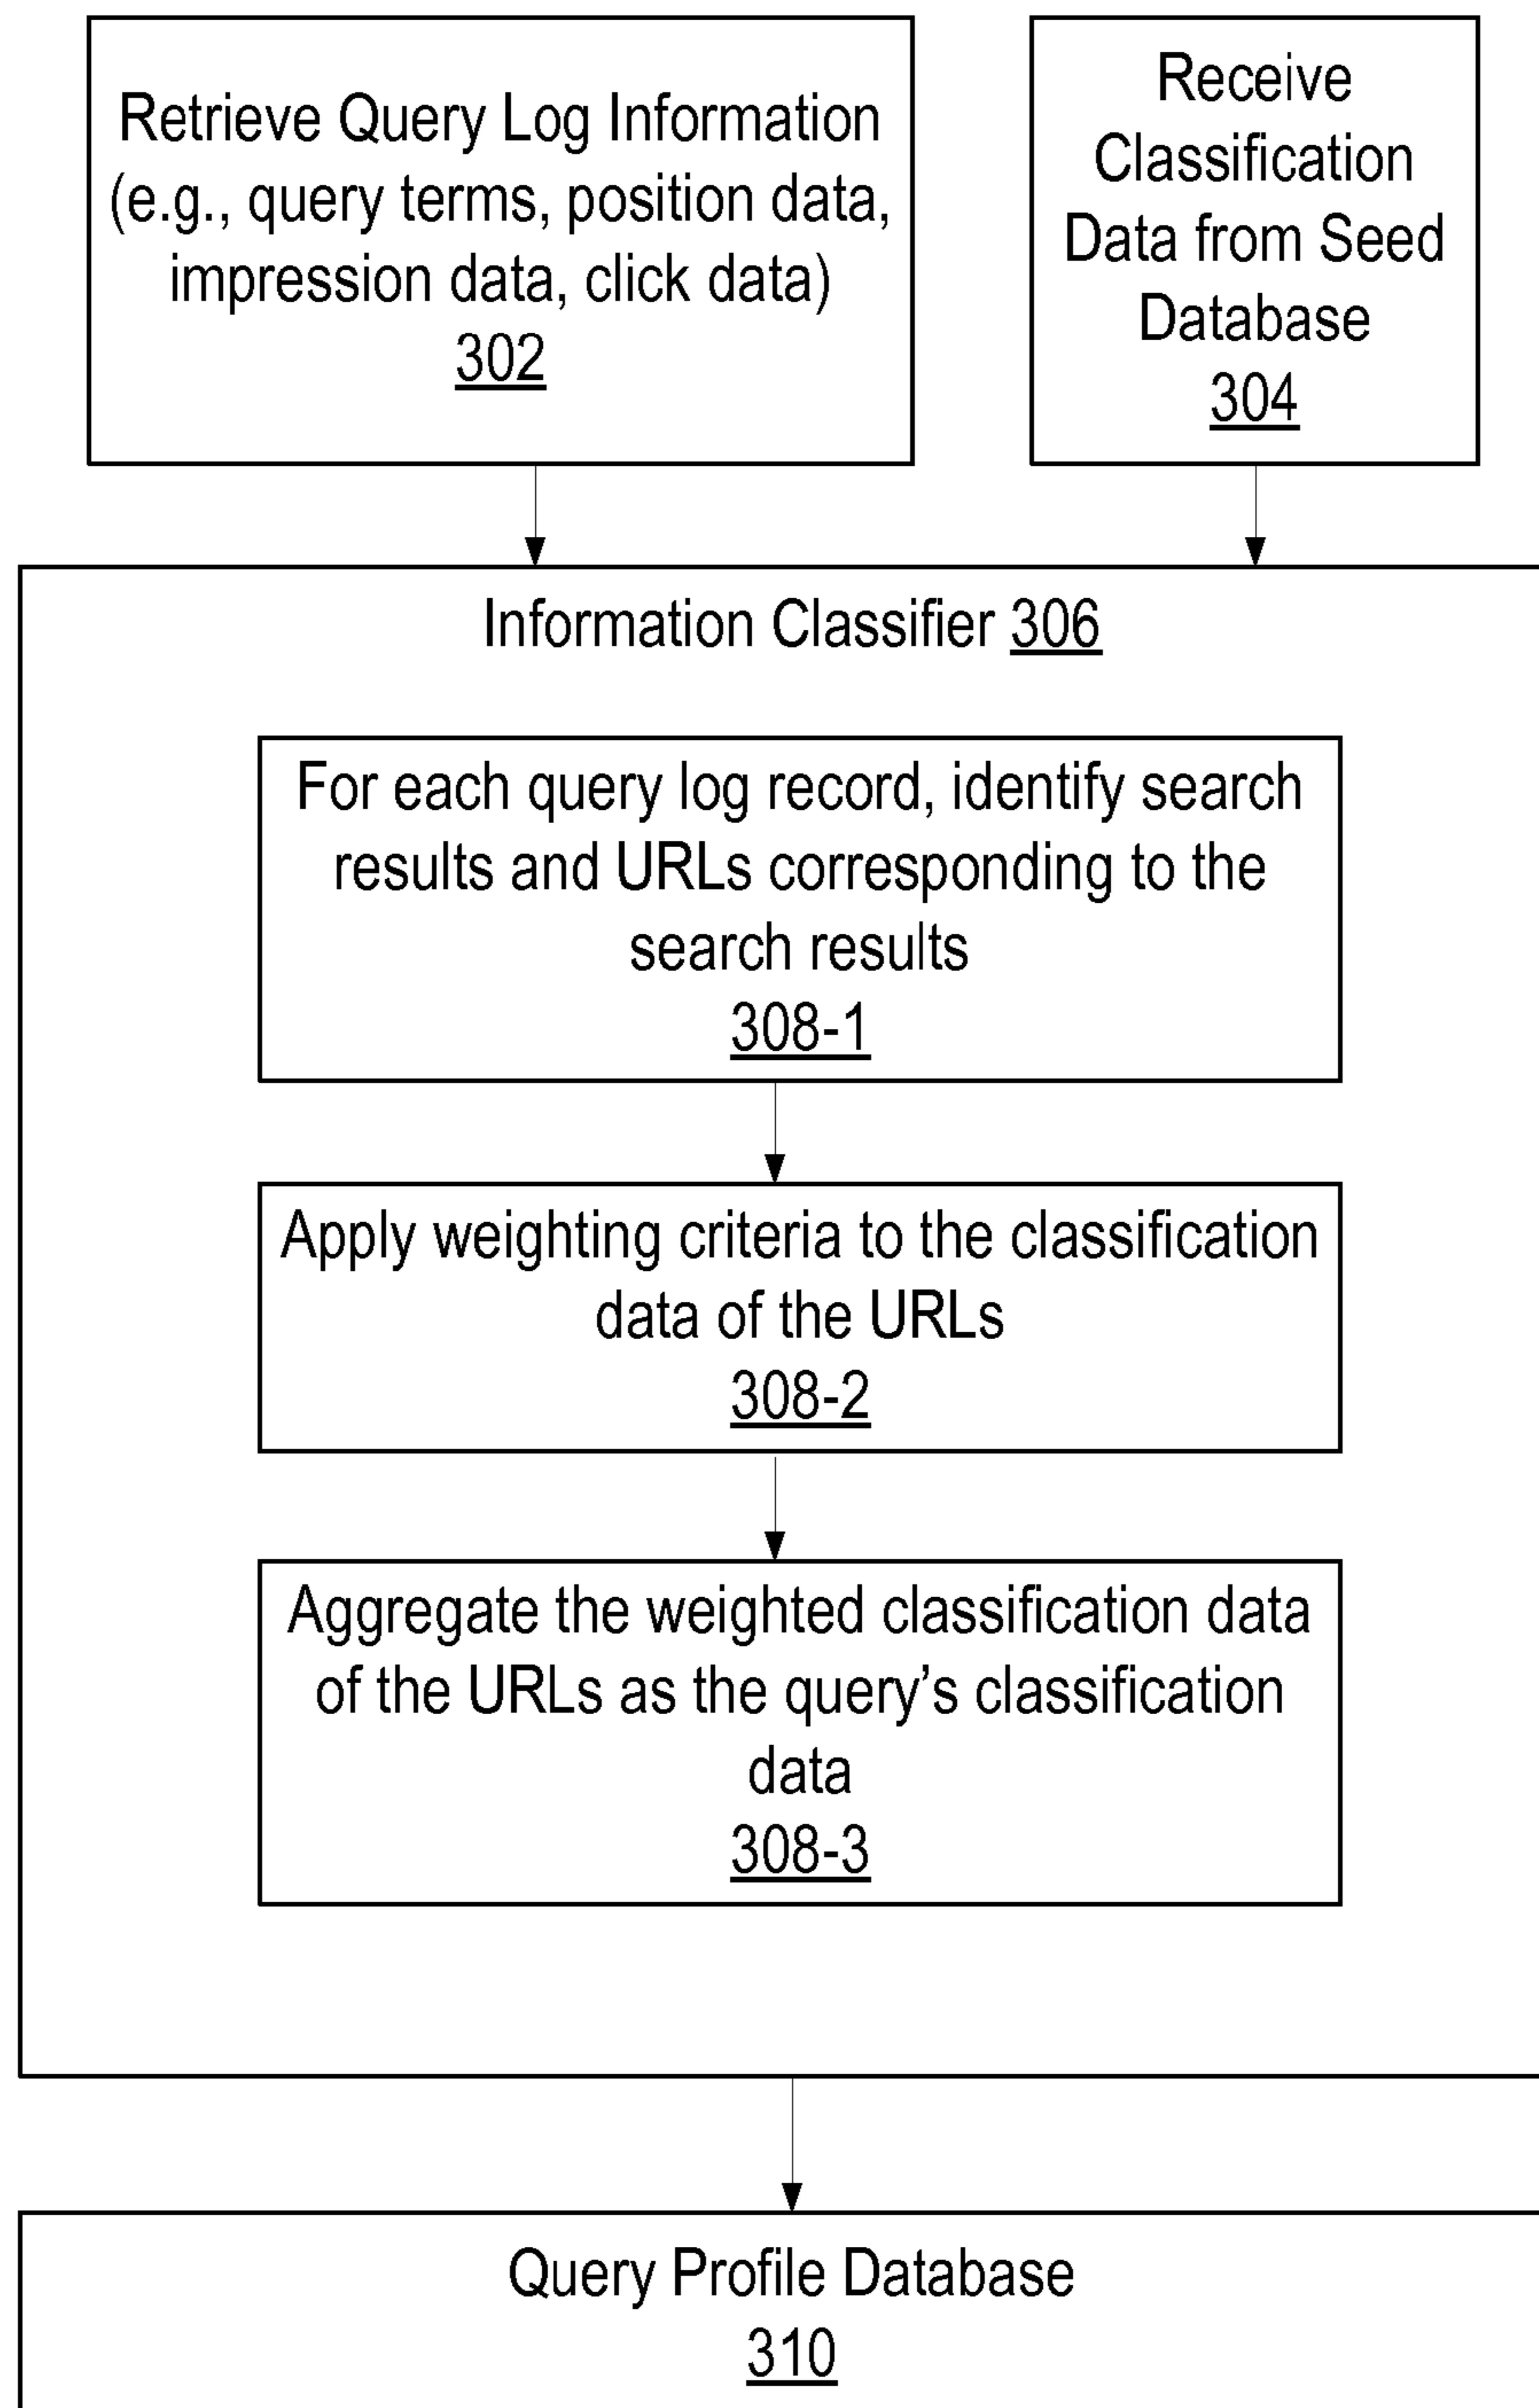 Retrieve Query Log Information
(e.g., query terms, position data,
impression data, click data)
302
Receive
Classification
Data from Seed
Database
304
Information Classifier 306
For each query log record, identify search
results and URLs corresponding to the
search results
308-1
Apply weighting criteria to the classification
data of the URLs
308-2
Aggregate the weighted classification data
of the URLs as the query’s classification
data
308-3
Query Profile Database
310